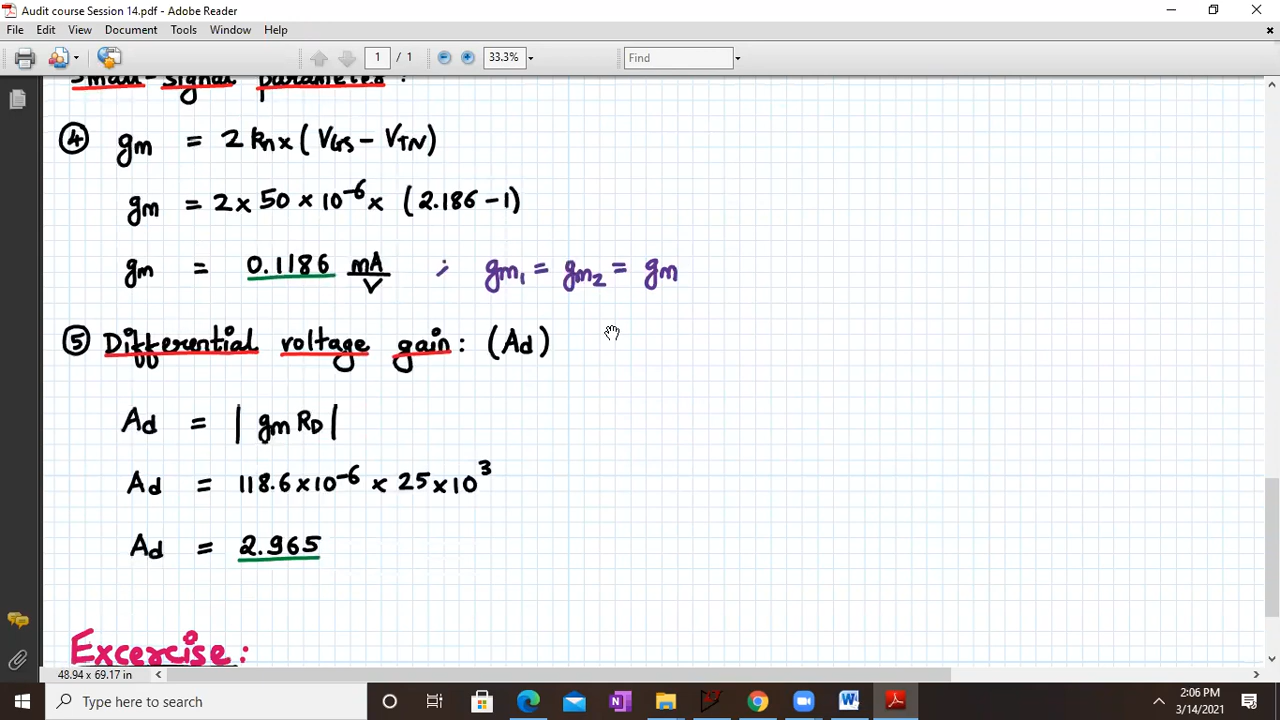 Audit course Session 14.pdf - Adobe Reader
File Edit View Document Tools Window Help
1 / 1 33.3% Find
Small-signal parameter:
④ gm = 2 kn x ( VGS - VTN)
gm = 2 x 50 x 10^-6 x (2.186 - 1)
gm = 0.1186 mA/V ; gm1 = gm2 = gm
⑤ Differential voltage gain: (Ad)
Ad = | gm RD |
Ad = 118.6 x 10^-6 x 25 x 10^3
Ad = 2.965
Excercise:
48.94 x 69.17 in
Type here to search
2:06 PM
3/14/2021